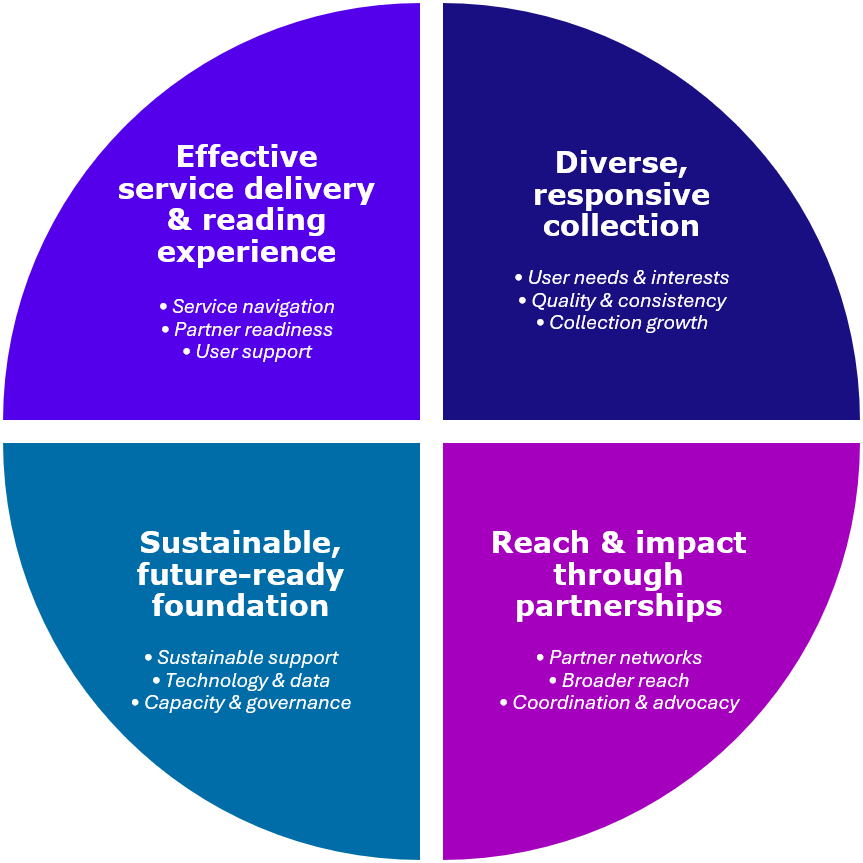 Effective
service delivery
& reading
experience
• Service navigation
• Partner readiness
• User support
Diverse,
responsive
collection
• User needs & interests
• Quality & consistency
• Collection growth
Sustainable,
future-ready
foundation
• Sustainable support
• Technology & data
• Capacity & governance
Reach & impact
through
partnerships
• Partner networks
• Broader reach
• Coordination & advocacy